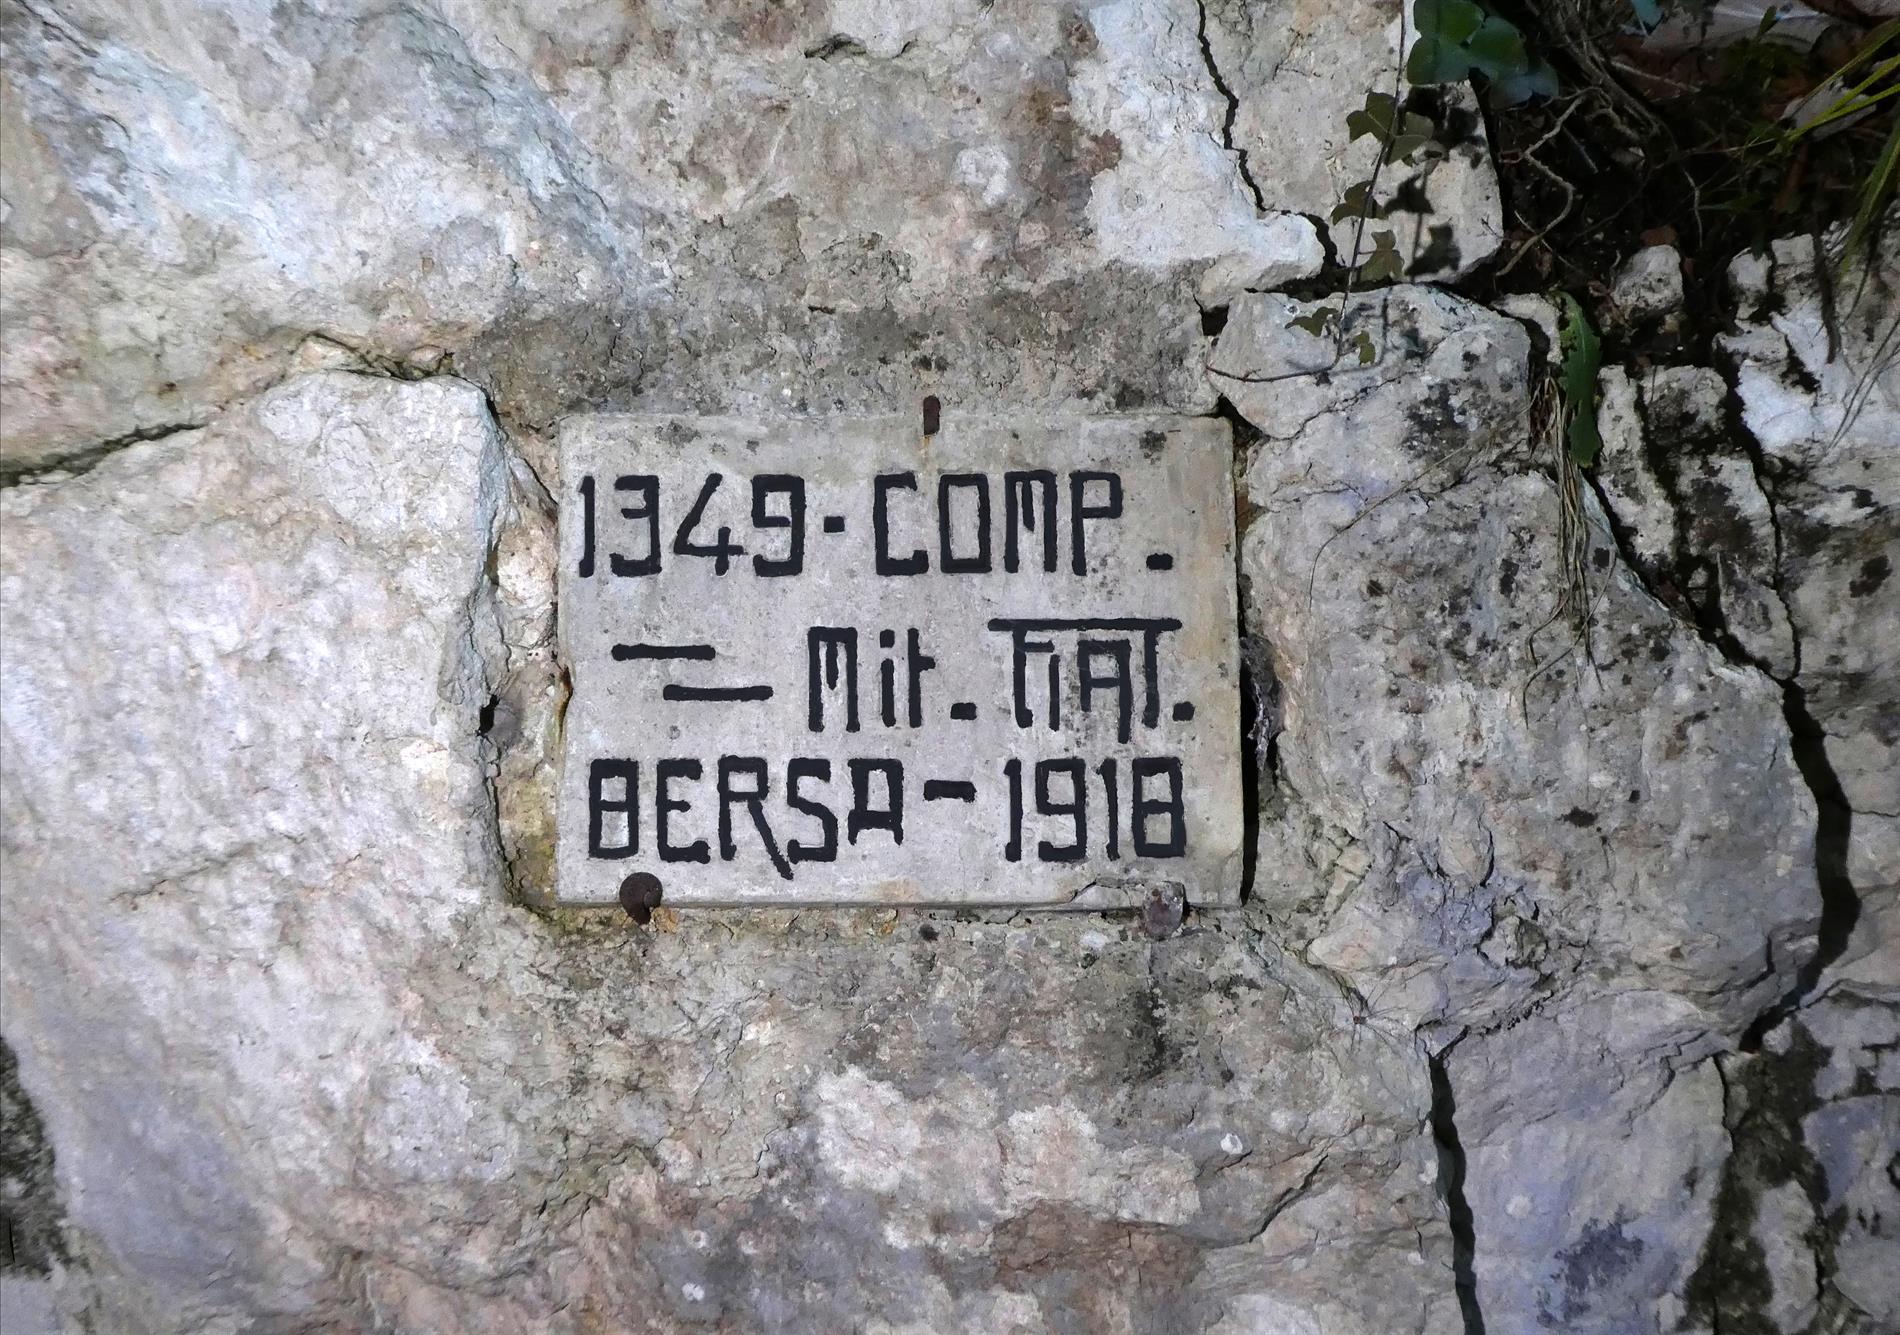 1349·COMP.
= Mit. FIAT.
BERSA-1918